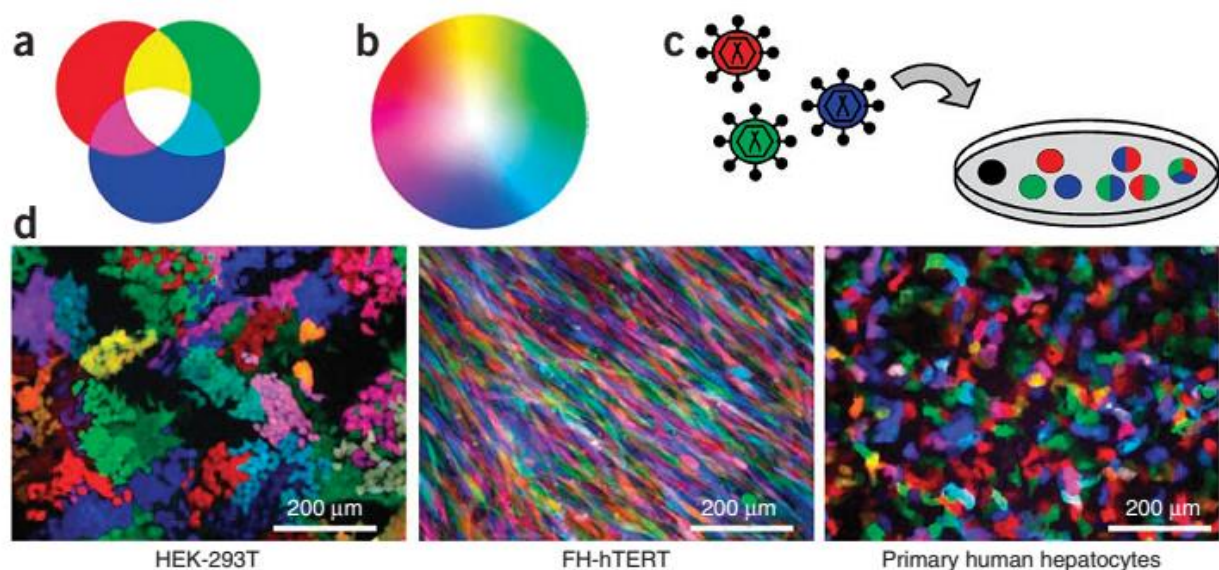 a
b
c
d
200 μm
200 μm
200 μm
HEK-293T
FH-hTERT
Primary human hepatocytes